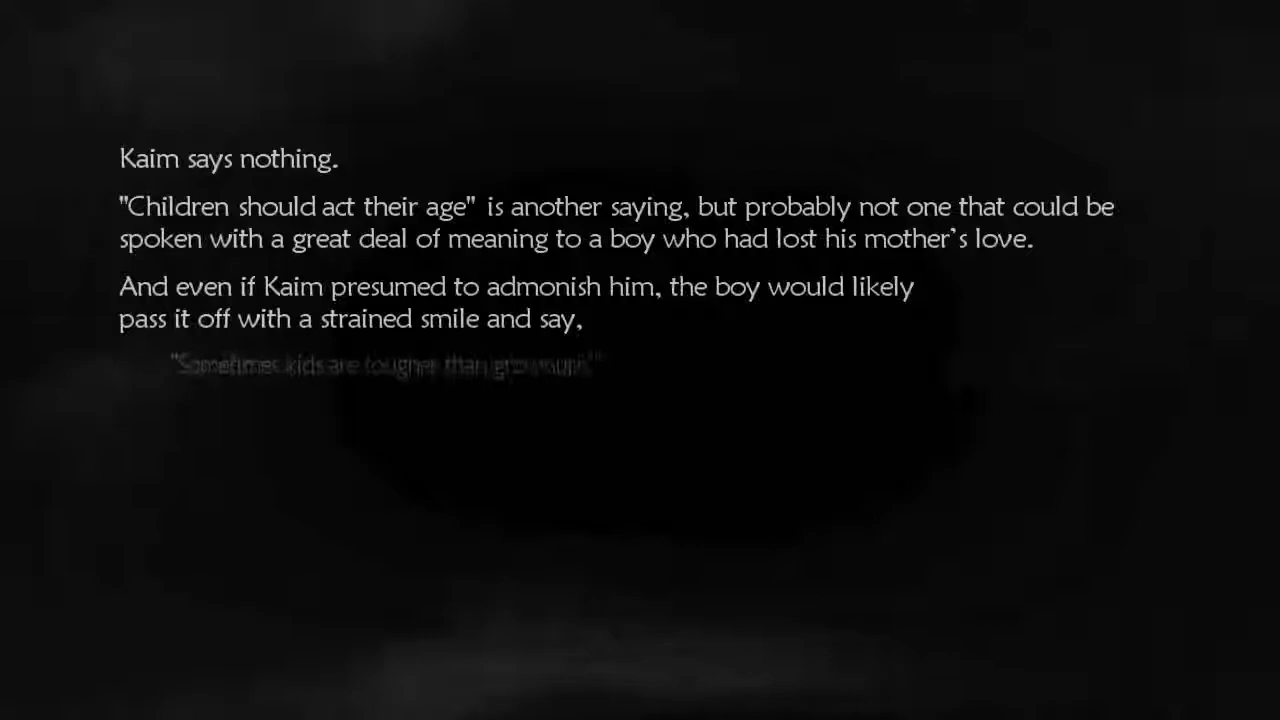 Kaim says nothing.
"Children should act their age" is another saying, but probably not one that could be
spoken with a great deal of meaning to a boy who had lost his mother's love.
And even if Kaim presumed to admonish him, the boy would likely
pass it off with a strained smile and say,
"Sometimes kids are tougher than